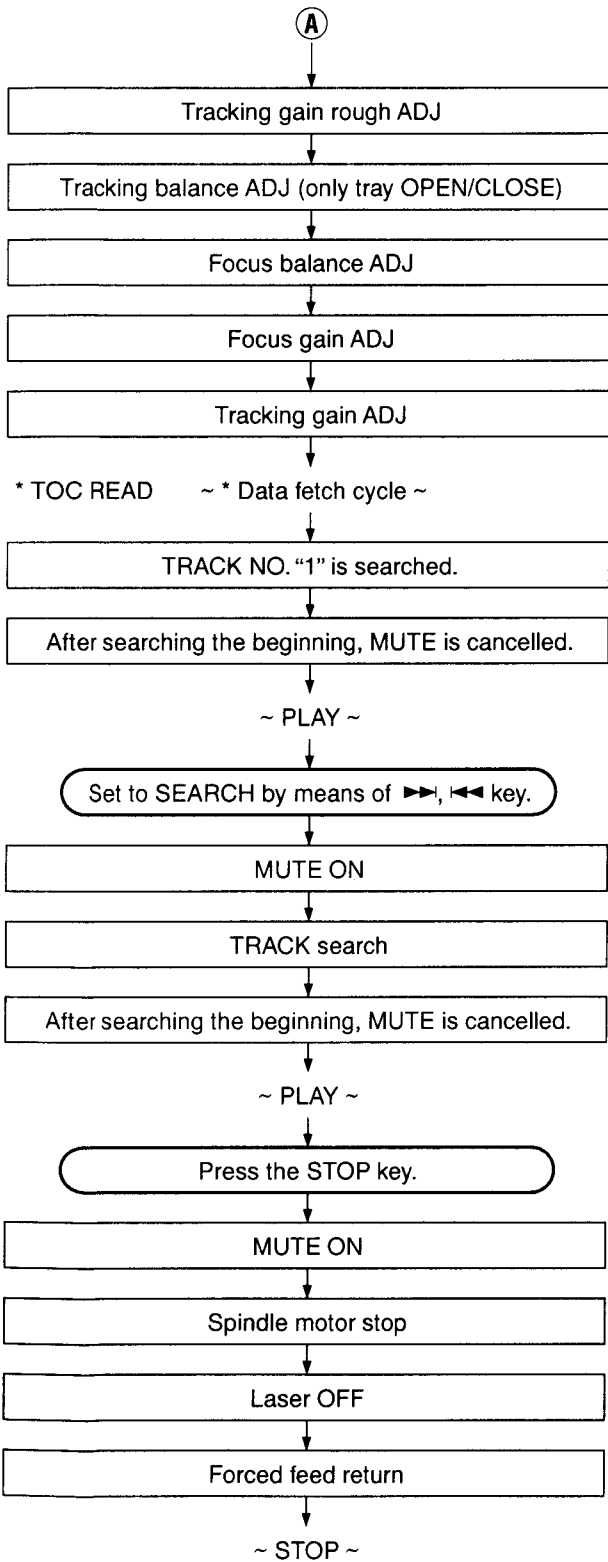 A
Tracking gain rough ADJ
Tracking balance ADJ (only tray OPEN/CLOSE)
Focus balance ADJ
Focus gain ADJ
Tracking gain ADJ
* TOC READ ~ * Data fetch cycle ~
TRACK NO. “1” is searched.
After searching the beginning, MUTE is cancelled.
~ PLAY ~
Set to SEARCH by means of ▶▶|, |◀◀ key.
MUTE ON
TRACK search
After searching the beginning, MUTE is cancelled.
~ PLAY ~
Press the STOP key.
MUTE ON
Spindle motor stop
Laser OFF
Forced feed return
~ STOP ~